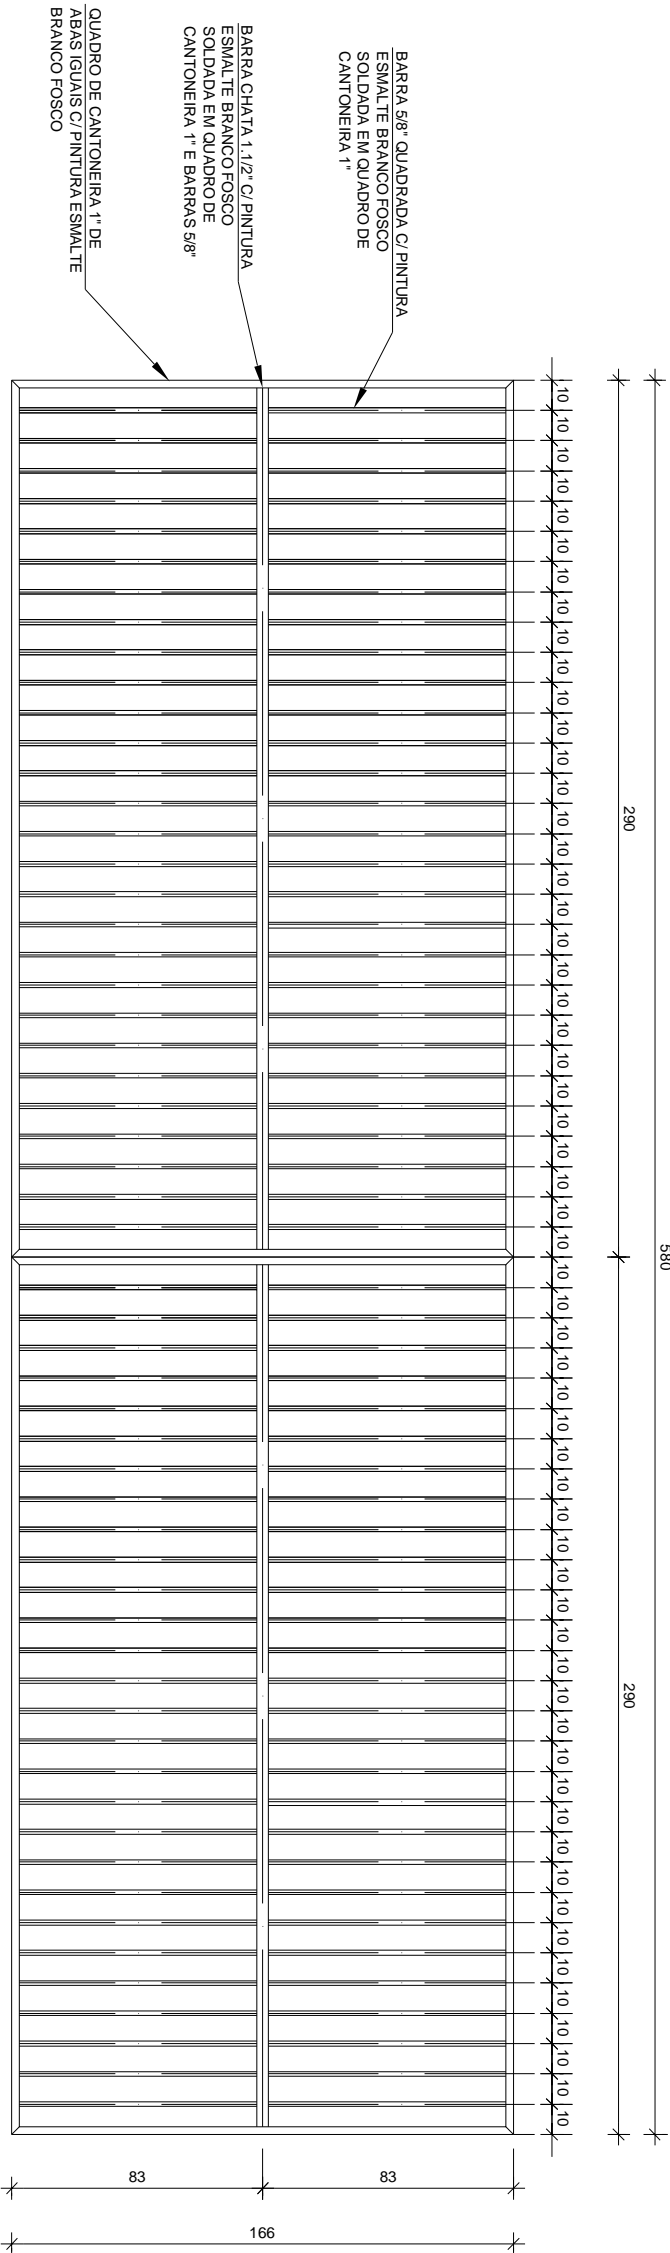 580
290 290
10 10 10 10 10 10 10 10 10 10 10 10 10 10 10 10 10 10 10 10 10 10 10 10 10 10 10 10 10 10 10 10 10 10 10 10 10 10 10 10 10 10 10 10 10 10 10 10 10 10 10 10 10 10 10 10 10 10
BARRA 5/8" QUADRADA C/ PINTURA
ESMALTE BRANCO FOSCO
SOLDADA EM QUADRO DE
CANTONEIRA 1"
BARRA CHATA 1.1/2" C/ PINTURA
ESMALTE BRANCO FOSCO
SOLDADA EM QUADRO DE
CANTONEIRA 1" E BARRAS 5/8"
QUADRO DE CANTONEIRA 1" DE
ABAS IGUAIS C/ PINTURA ESMALTE
BRANCO FOSCO
83
83
166